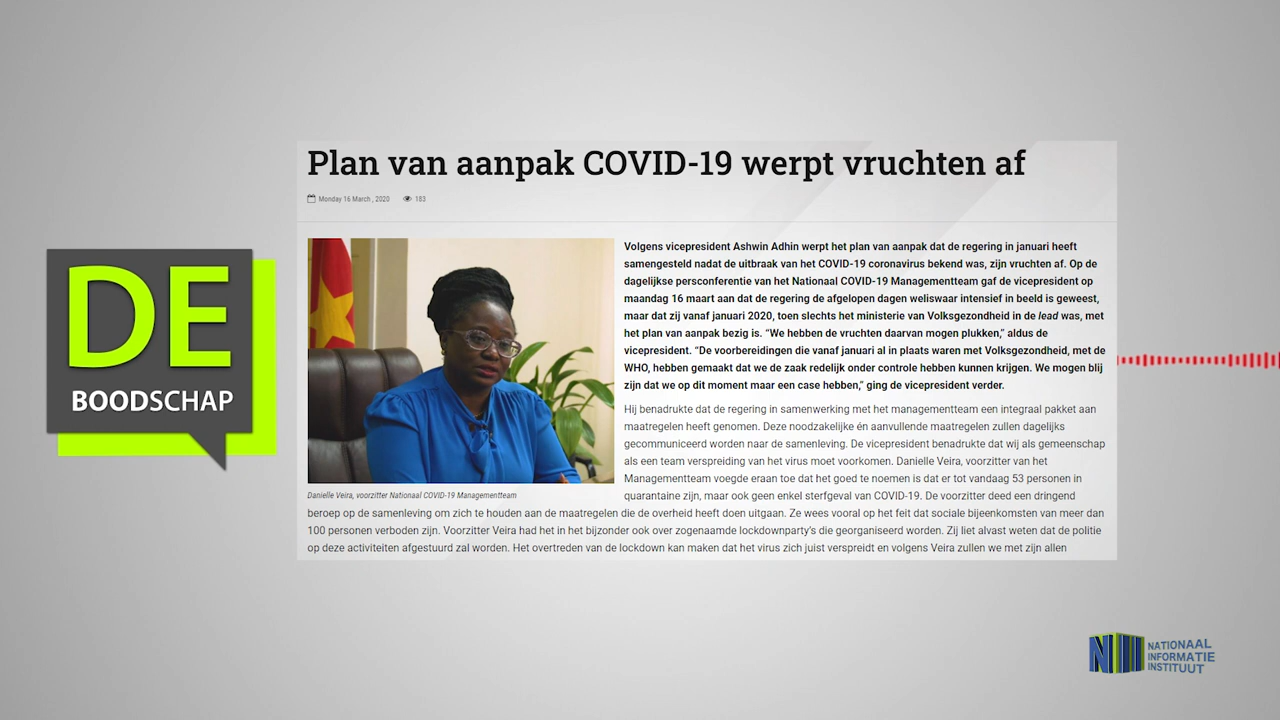 Plan van aanpak COVID-19 werpt vruchten af
Monday 16 March , 2020 183
DE
BOODSCHAP
Volgens vicepresident Ashwin Adhin werpt het plan van aanpak dat de regering in januari heeft
samengesteld nadat de uitbraak van het COVID-19 coronavirus bekend was, zijn vruchten af. Op de
dagelijkse persconferentie van het Nationaal COVID-19 Managementteam gaf de vicepresident op
maandag 16 maart aan dat de regering de afgelopen dagen weliswaar intensief in beeld is geweest,
maar dat zij vanaf januari 2020, toen slechts het ministerie van Volksgezondheid in de lead was, met
het plan van aanpak bezig is. “We hebben de vruchten daarvan mogen plukken,” aldus de
vicepresident. “De voorbereidingen die vanaf januari al in plaats waren met Volksgezondheid, met de
WHO, hebben gemaakt dat we de zaak redelijk onder controle hebben kunnen krijgen. We mogen blij
zijn dat we op dit moment maar een case hebben,” ging de vicepresident verder.
Hij benadrukte dat de regering in samenwerking met het managementteam een integraal pakket aan
maatregelen heeft genomen. Deze noodzakelijke én aanvullende maatregelen zullen dagelijks
gecommuniceerd worden naar de samenleving. De vicepresident benadrukte dat wij als gemeenschap
als een team verspreiding van het virus moet voorkomen. Danielle Veira, voorzitter van het
Managementteam voegde eraan toe dat het goed te noemen is dat er tot vandaag 53 personen in
quarantaine zijn, maar ook geen enkel sterfgeval van COVID-19. De voorzitter deed een dringend
Danielle Veira, voorzitter Nationaal COVID-19 Managementteam
beroep op de samenleving om zich te houden aan de maatregelen die de overheid heeft doen uitgaan. Ze wees vooral op het feit dat sociale bijeenkomsten van meer dan
100 personen verboden zijn. Voorzitter Veira had het in het bijzonder ook over zogenaamde lockdownparty’s die georganiseerd worden. Zij liet alvast weten dat de politie
op deze activiteiten afgestuurd zal worden. Het overtreden van de lockdown kan maken dat het virus zich juist verspreidt en volgens Veira zullen we met zijn allen
NII
NATIONAAL
INFORMATIE
INSTITUUT